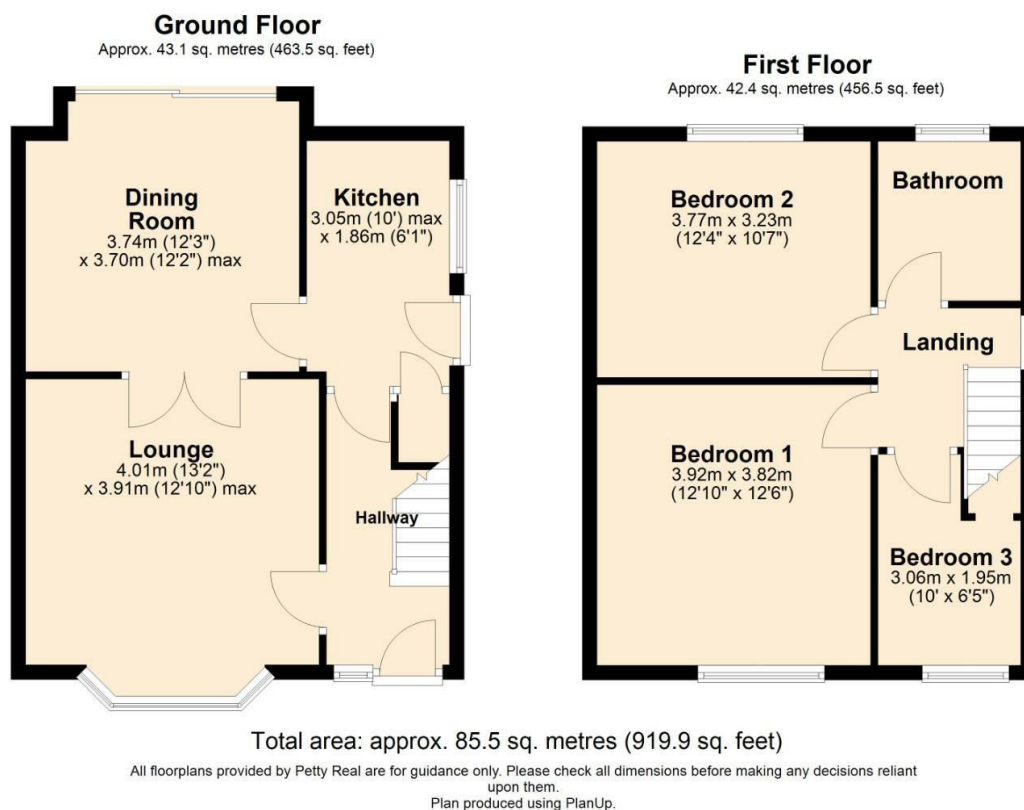 Ground Floor
Approx. 43.1 sq. metres (463.5 sq. feet)
Dining
Room
3.74m (12'3")
x 3.70m (12'2") max
Kitchen
3.05m (10') max
x 1.86m (6'1")
Lounge
4.01m (13'2")
x 3.91m (12'10") max
Hallway
First Floor
Approx. 42.4 sq. metres (456.5 sq. feet)
Bedroom 2
3.77m x 3.23m
(12'4" x 10'7")
Bathroom
Landing
Bedroom 1
3.92m x 3.82m
(12'10" x 12'6")
Bedroom 3
3.06m x 1.95m
(10' x 6'5")
Total area: approx. 85.5 sq. metres (919.9 sq. feet)
All floorplans provided by Petty Real are for guidance only. Please check all dimensions before making any decisions reliant
upon them.
Plan produced using PlanUp.